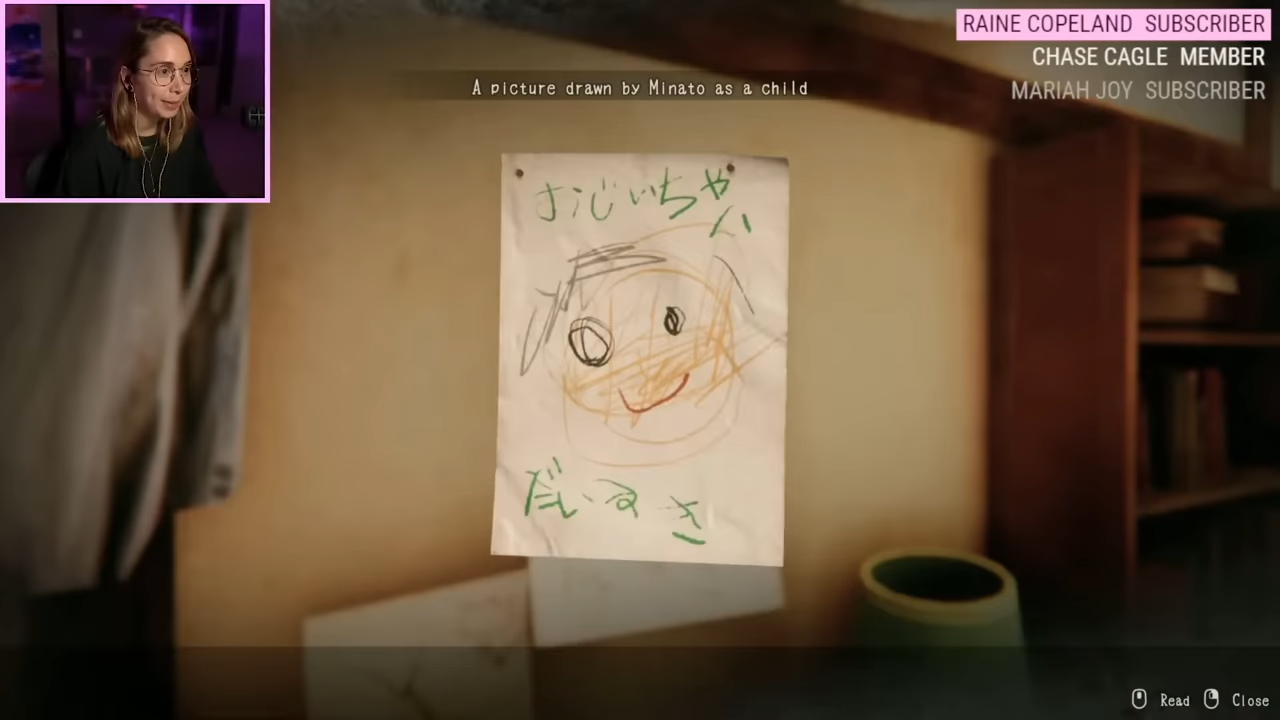 RAINE COPELAND SUBSCRIBER
CHASE CAGLE MEMBER
MARIAH JOY SUBSCRIBER
A picture drawn by Minato as a child
おじいちゃ
ん
だいすき
Read Close